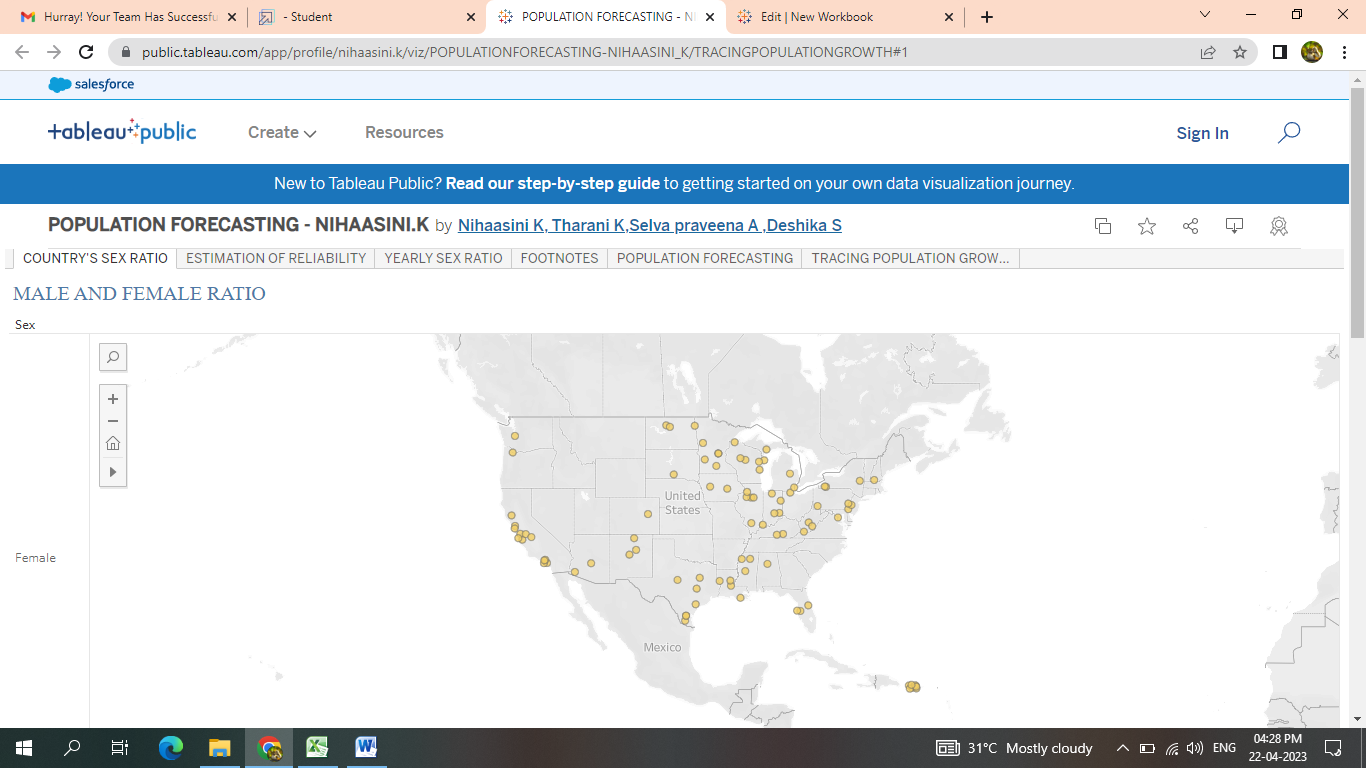 Hurray! Your Team Has Successfu
- Student
POPULATION FORECASTING - NI
Edit | New Workbook
public.tableau.com/app/profile/nihaasini.k/viz/POPULATIONFORECASTING-NIHAASINI_K/TRACINGPOPULATIONGROWTH#1
salesforce
+ableau+public
Create
Resources
Sign In
New to Tableau Public? Read our step-by-step guide to getting started on your own data visualization journey.
POPULATION FORECASTING - NIHAASINI.K by Nihaasini K, Tharani K,Selva praveena A ,Deshika S
COUNTRY'S SEX RATIO
ESTIMATION OF RELIABILITY
YEARLY SEX RATIO
FOOTNOTES
POPULATION FORECASTING
TRACING POPULATION GROW...
MALE AND FEMALE RATIO
Sex
United
States
Female
Mexico
31°C Mostly cloudy
ENG
04:28 PM
22-04-2023